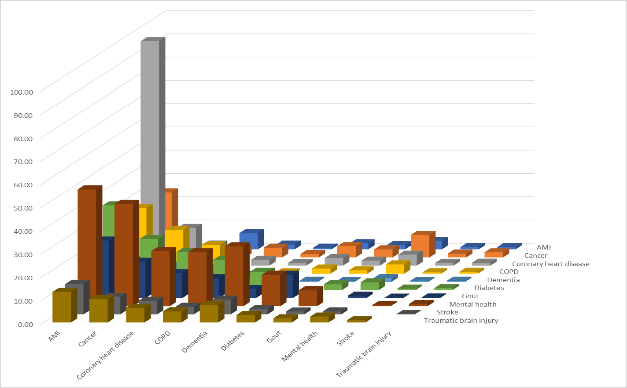 100.00
90.00
80.00
70.00
60.00
50.00
40.00
30.00
20.00
10.00
0.00
AMI
Cancer
Coronary heart disease
COPD
Dementia
Diabetes
Gout
Mental health
Stroke
Traumatic brain injury
AMI
Cancer
Coronary heart disease
COPD
Dementia
Diabetes
Gout
Mental health
Stroke
Traumatic brain injury